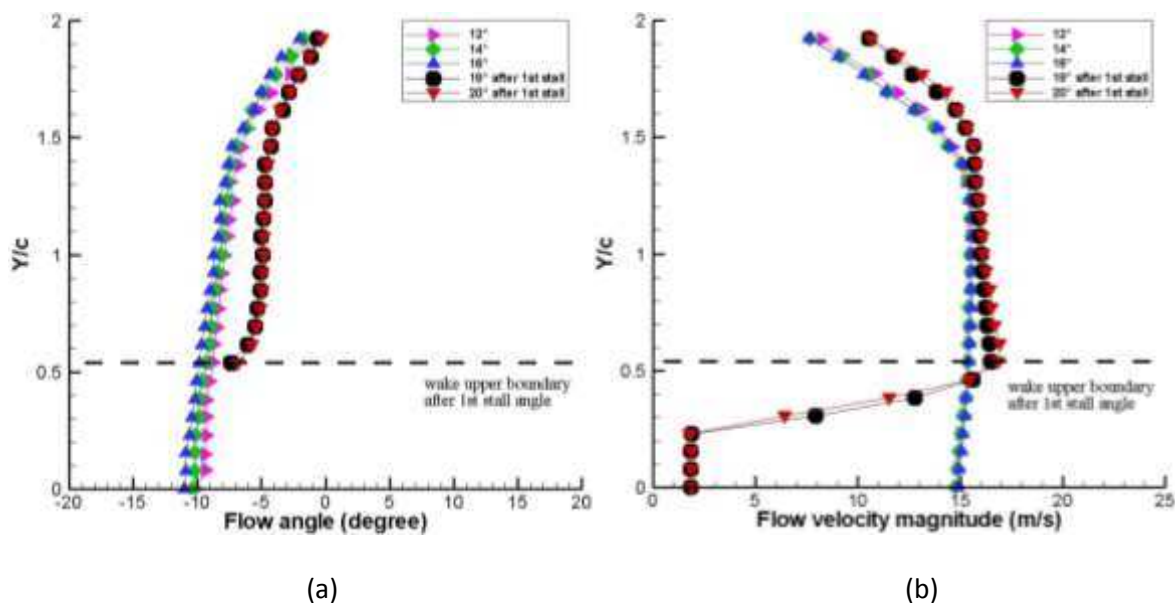 2
1.5
1
0.5
0
Y/c
-20
-15
-10
-5
0
5
10
15
20
Flow angle (degree)
12°
14°
16°
19° after 1st stall
20° after 1st stall
wake upper boundary
after 1st stall angle
(a)
2
1.5
1
0.5
0
Y/c
0
5
10
15
20
25
Flow velocity magnitude (m/s)
12°
14°
16°
19° after 1st stall
20° after 1st stall
wake upper boundary
after 1st stall angle
(b)